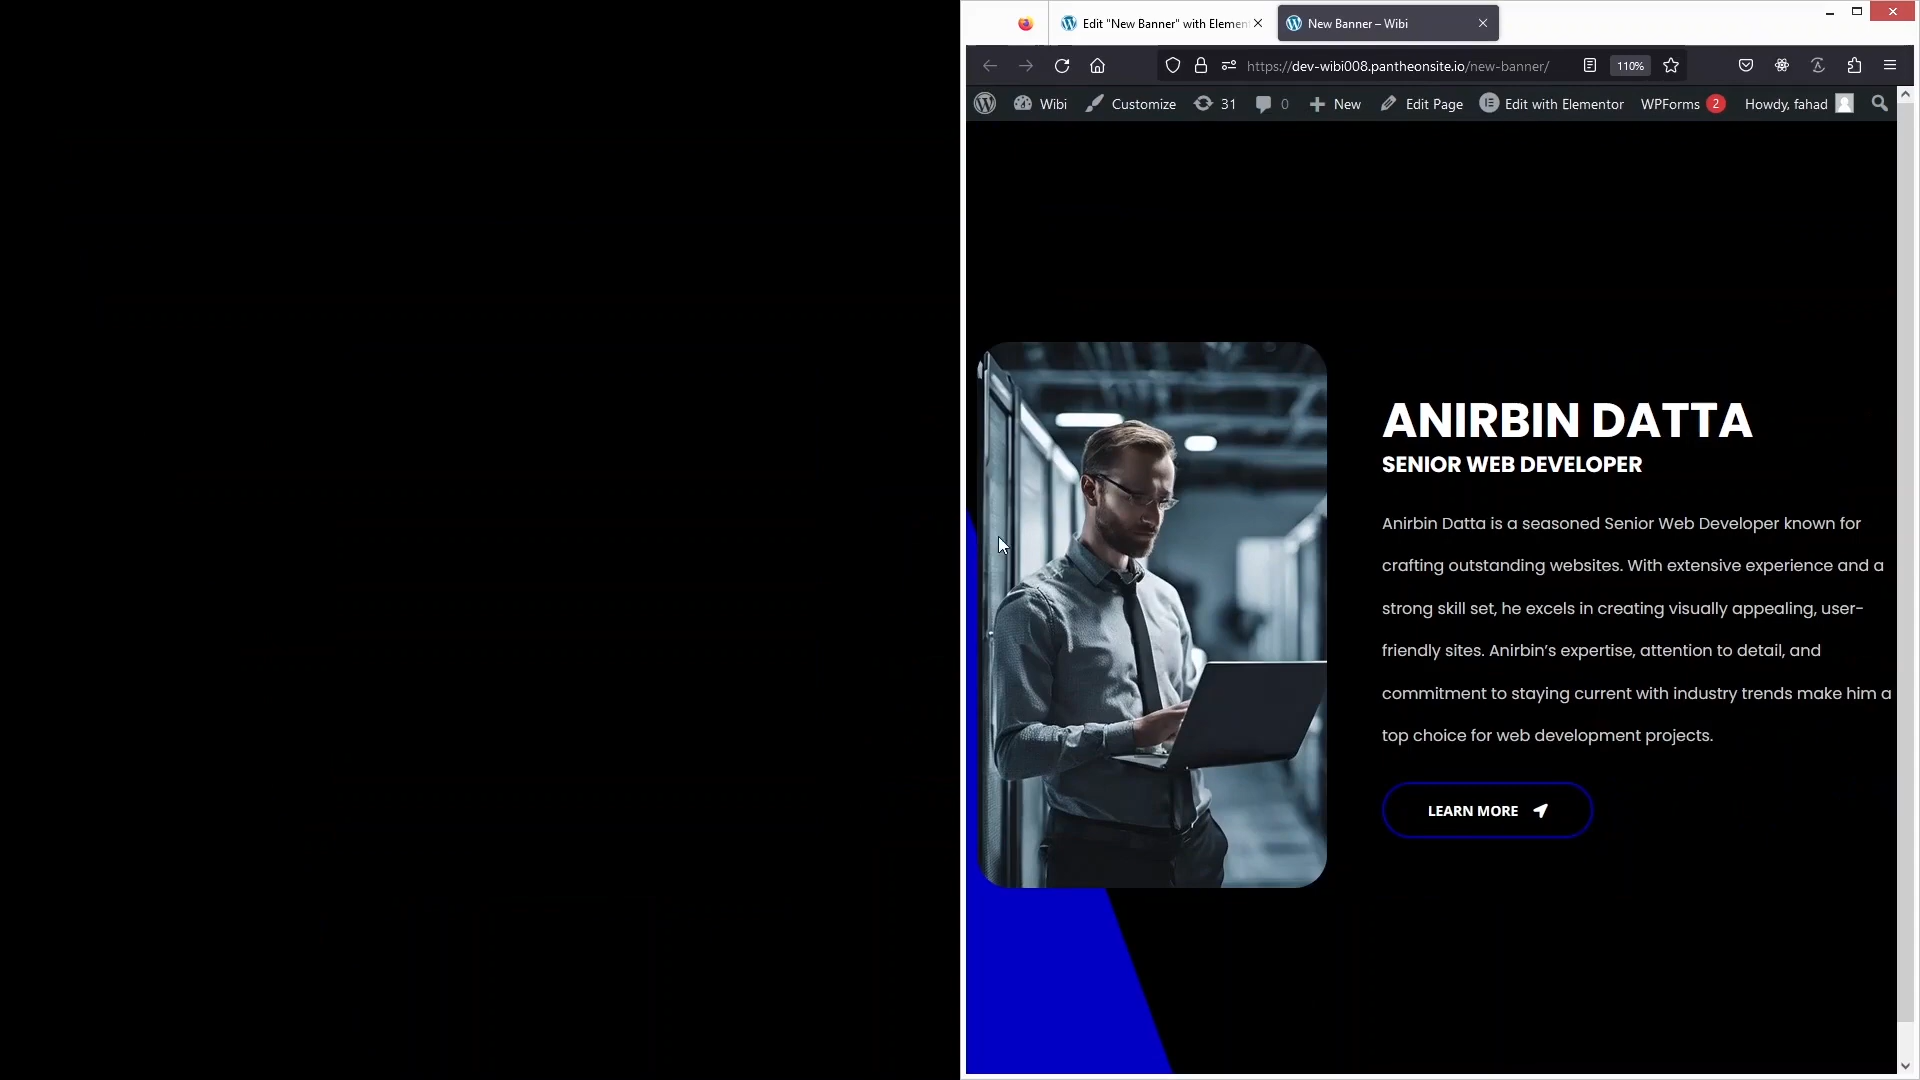 Edit "New Banner" with Elemen
New Banner – Wibi
https://dev-wibi008.pantheonsite.io/new-banner/
110%
Wibi
Customize
31
0
New
Edit Page
Edit with Elementor
WPForms 2
Howdy, fahad
ANIRBIN DATTA
SENIOR WEB DEVELOPER
Anirbin Datta is a seasoned Senior Web Developer known for
crafting outstanding websites. With extensive experience and a
strong skill set, he excels in creating visually appealing, user-
friendly sites. Anirbin’s expertise, attention to detail, and
commitment to staying current with industry trends make him a
top choice for web development projects.
LEARN MORE